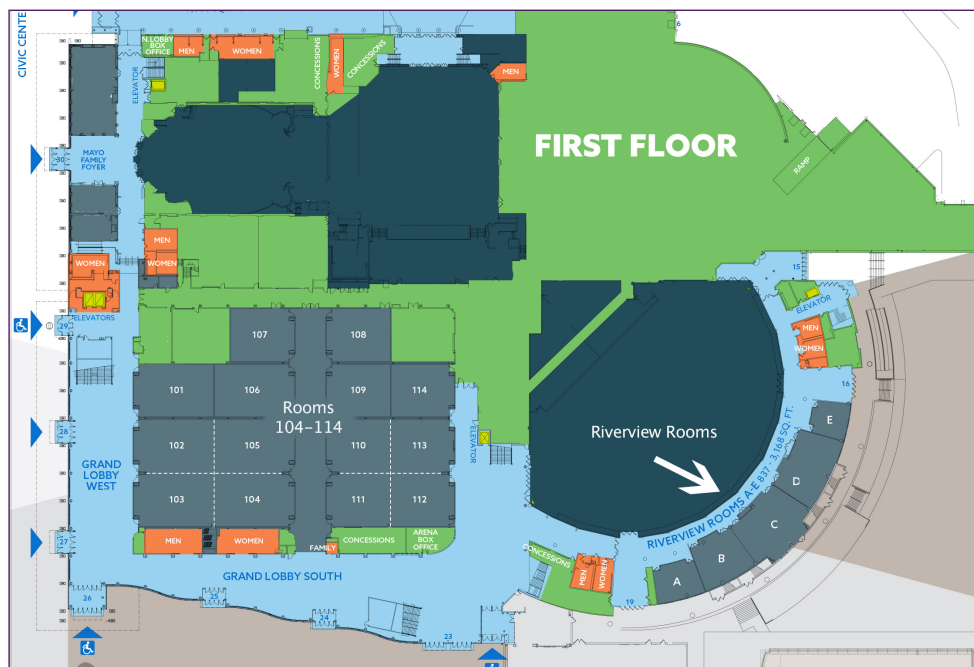 CIVIC CENTE
N.LOBBY
BOX
OFFICE
MEN
WOMEN
CONCESSIONS
WOMEN
CONCESSIONS
6
MEN
ELEVATOR
FIRST FLOOR
RAMP
30
MAYO
FAMILY
FOYER
MEN
WOMEN
WOMEN
15
ELEVATOR
ELEVATORS
29
107
108
MEN
WOMEN
16
101
106
109
114
Rooms
104–114
28
102
105
110
113
ELEVATOR
Riverview Rooms
E
GRAND
LOBBY
WEST
103
104
111
112
D
RIVERVIEW ROOMS A-E 837 - 3,168 SQ. FT.
C
27
MEN
WOMEN
FAMILY
CONCESSIONS
ARENA
BOX
OFFICE
CONCESSIONS
B
A
GRAND LOBBY SOUTH
MEN
WOMEN
26
25
24
23
19